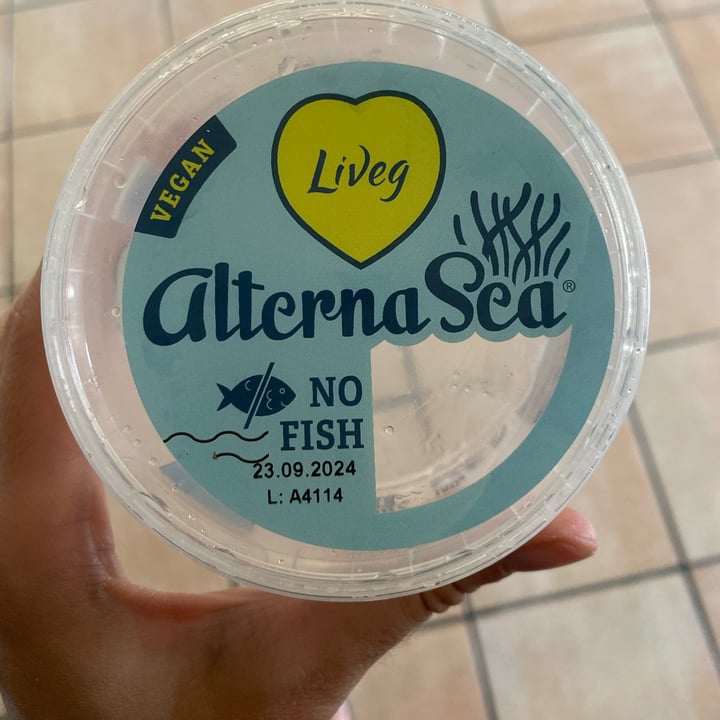 VEGAN
Liveg
alternaSea®
NO
FISH
23.09.2024
L: A4114